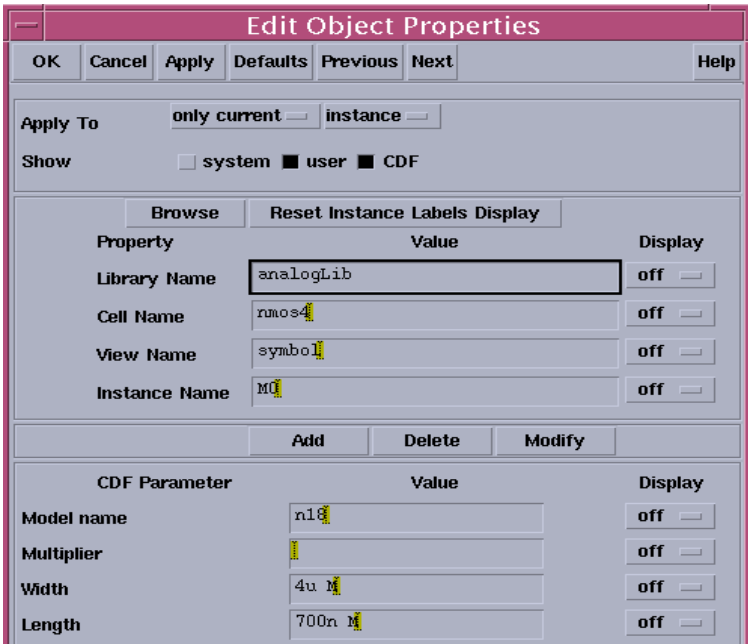 Edit Object Properties
OK Cancel Apply Defaults Previous Next Help
Apply To only current instance
Show system user CDF
Browse Reset Instance Labels Display
Property Value Display
Library Name analogLib off
Cell Name nmos4 off
View Name symbol off
Instance Name M0 off
Add Delete Modify
CDF Parameter Value Display
Model name n18 off
Multiplier off
Width 4u M off
Length 700n M off